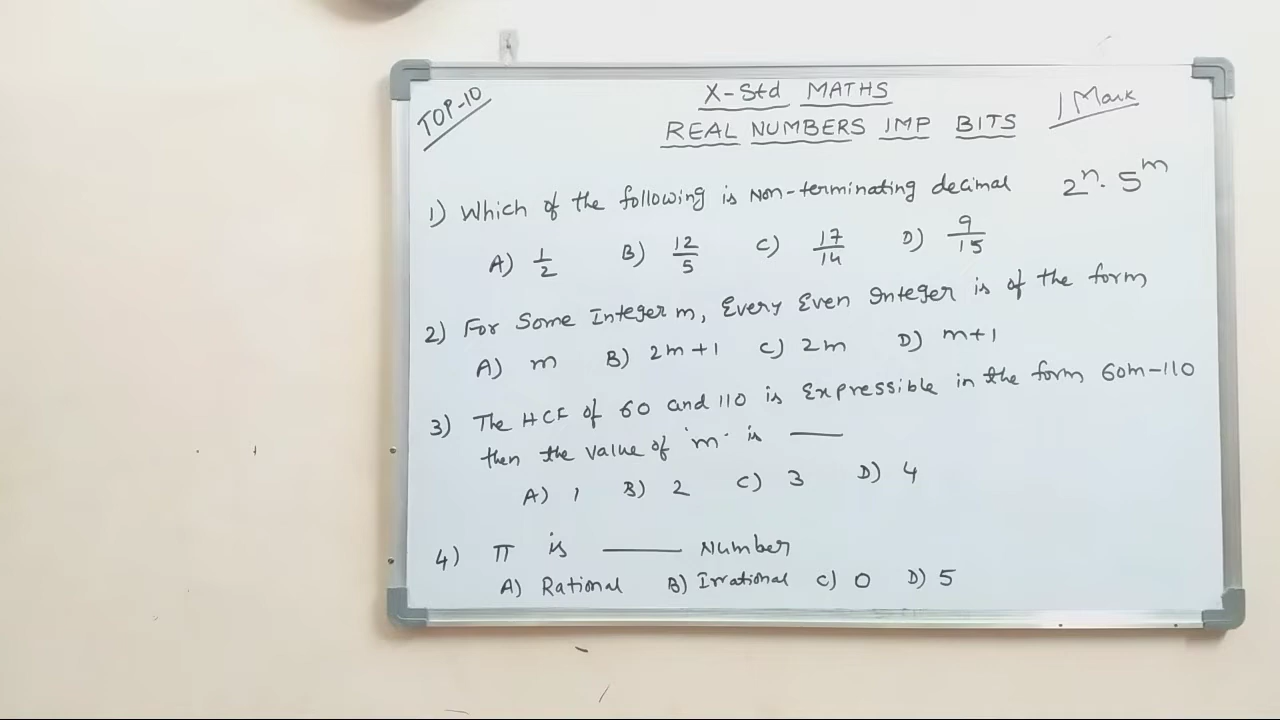 TOP-10
X-Std MATHS
REAL NUMBERS IMP BITS
1 Mark
1) Which of the following is Non-terminating decimal 2ⁿ. 5ᵐ
A) 1/2 B) 12/5 C) 17/14 D) 9/15
2) For Some Integer m, Every Even Integer is of the form
A) m B) 2m+1 C) 2m D) m+1
3) The HCF of 60 and 110 is Expressible in the form 60m-110
then the value of 'm' is ____
A) 1 B) 2 C) 3 D) 4
4) π is ____ Number
A) Rational B) Irrational C) 0 D) 5